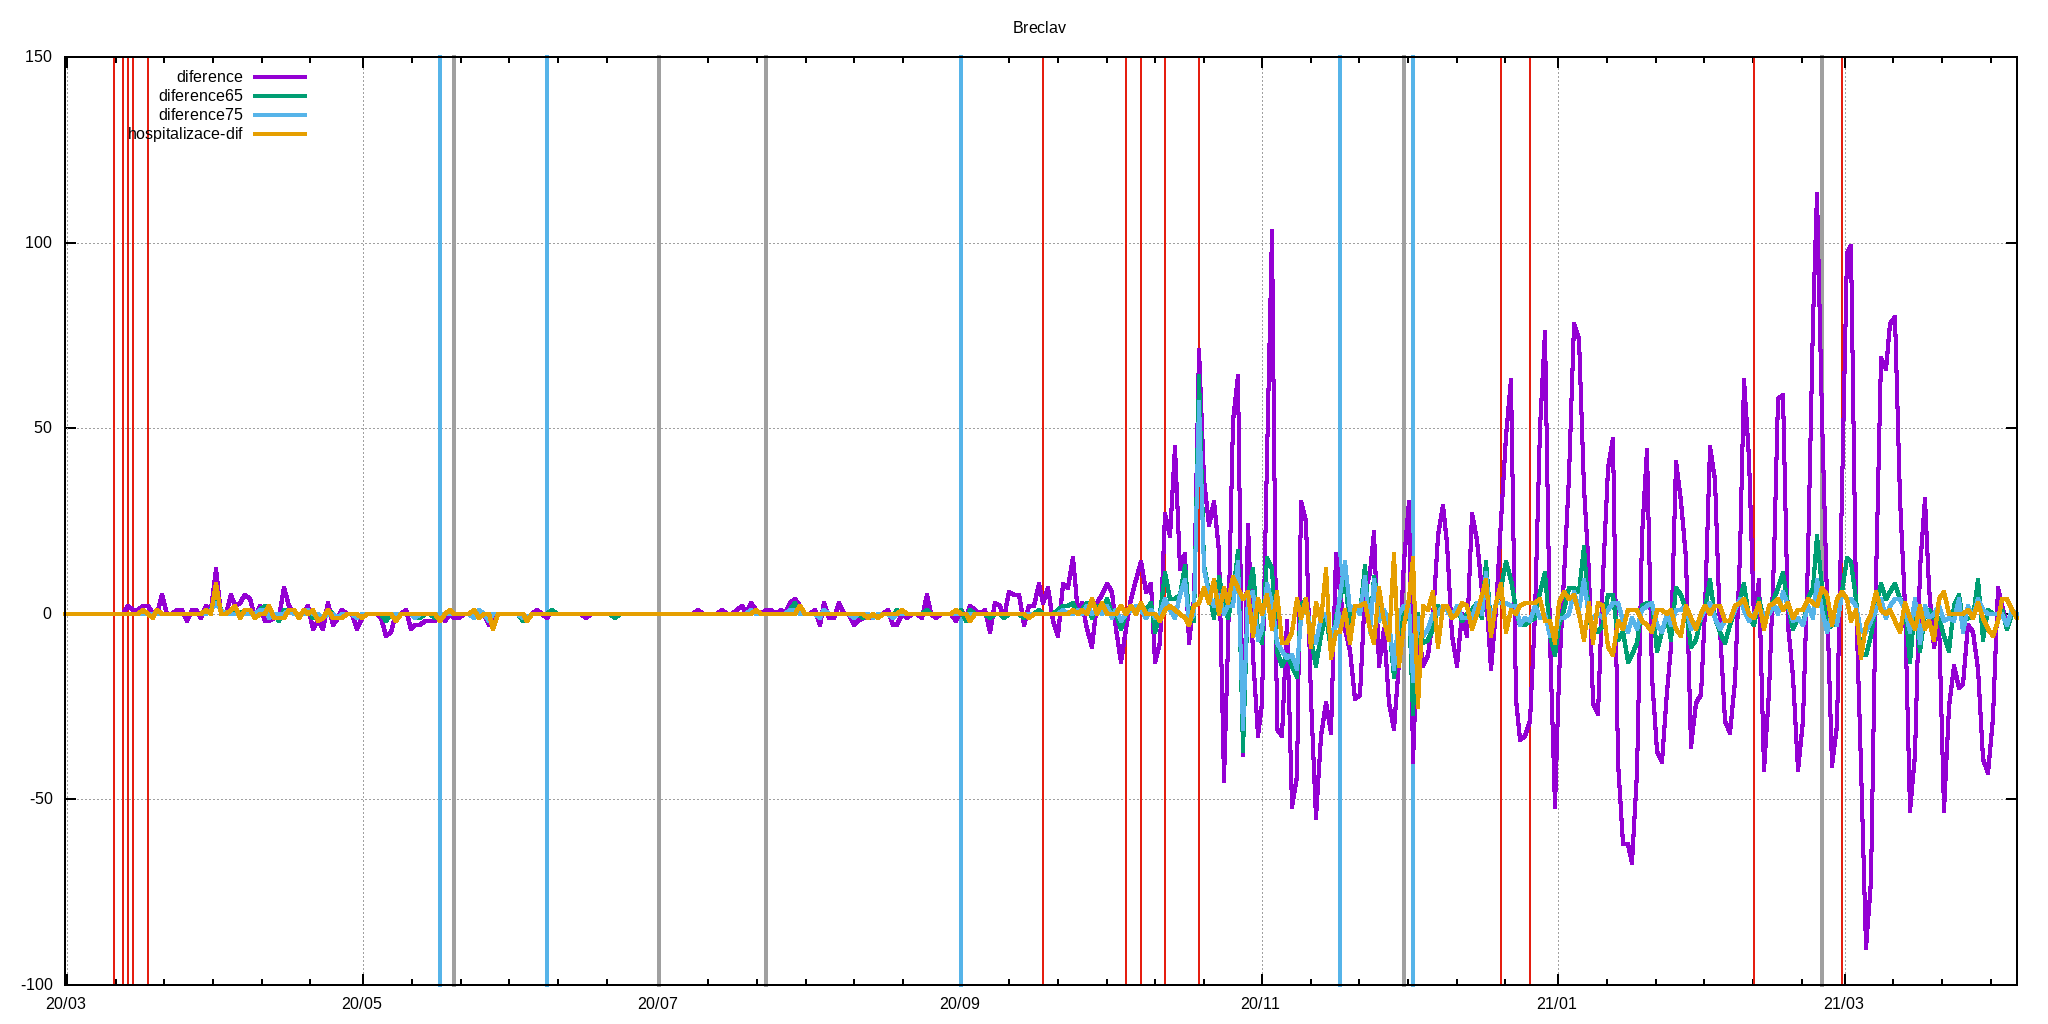 Breclav
150
diference
diference65
diference75
hospitalizace-dif
100
50
0
-50
-100
20/03 20/05 20/07 20/09 20/11 21/01 21/03